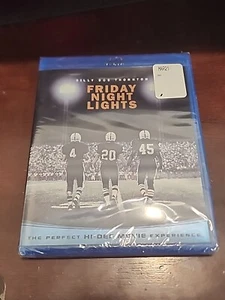 BILLY BOB THORNTON
FRIDAY
NIGHT
LIGHTS
4 20 45
THE PERFECT HI-DEF MOVIE EXPERIENCE